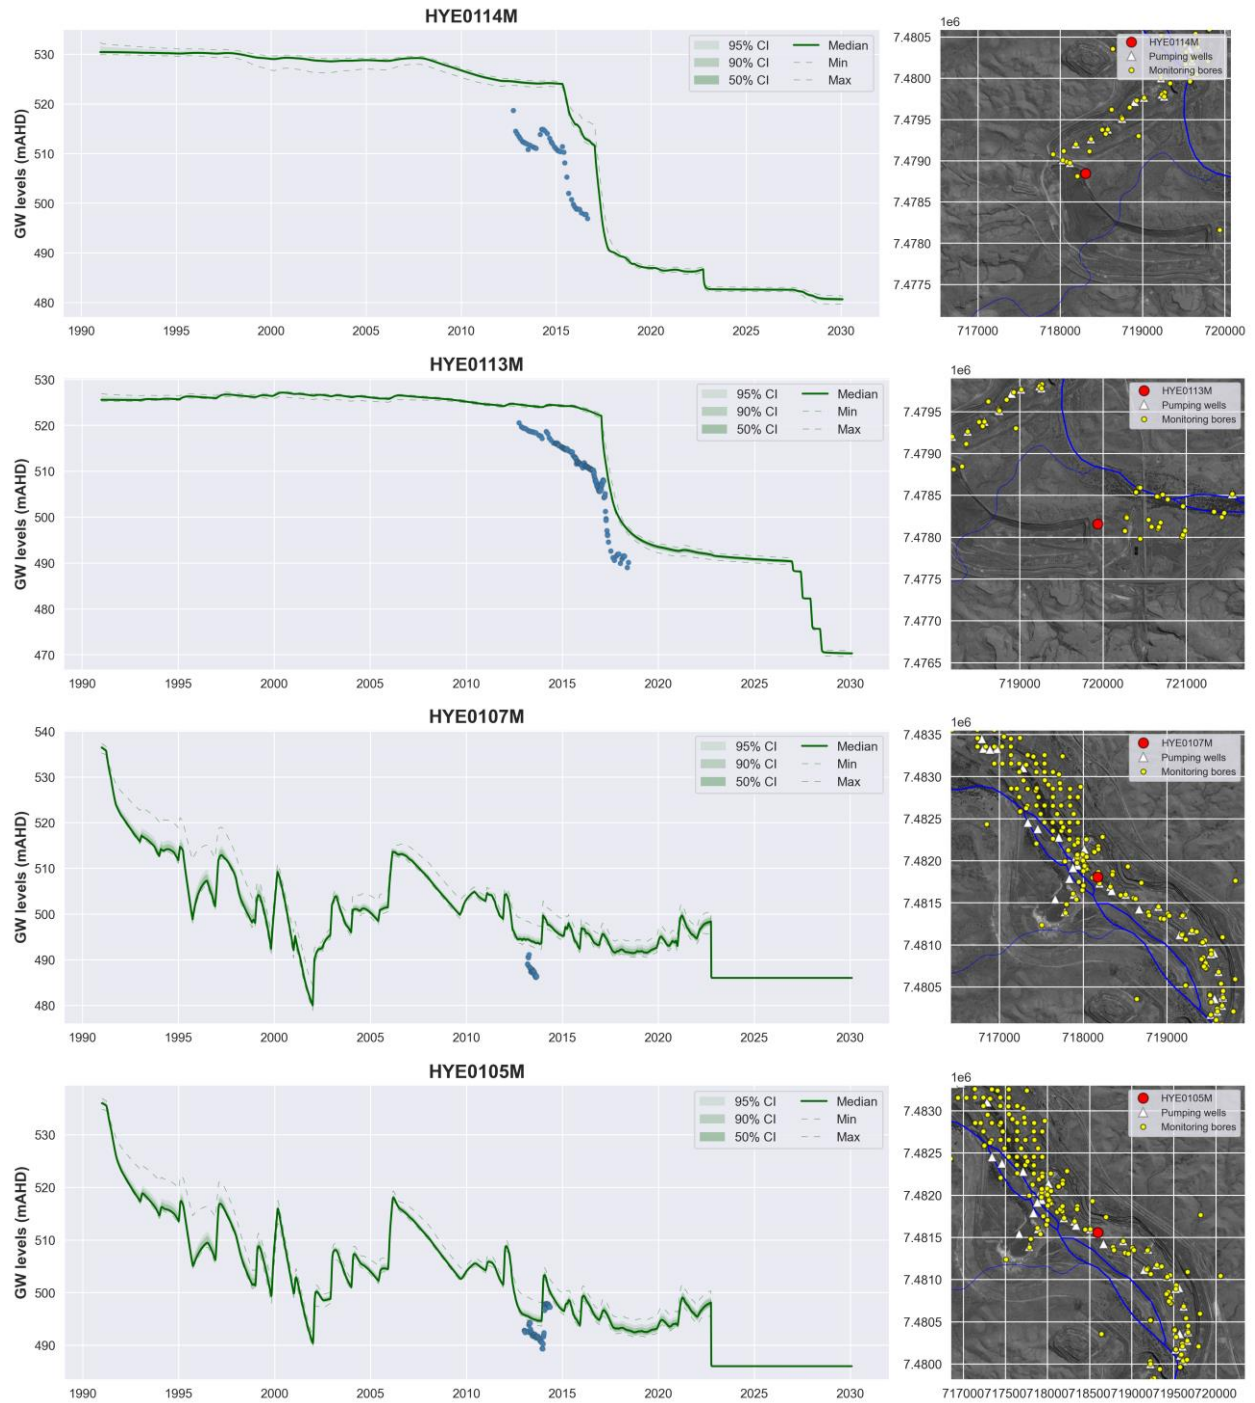 HYE0114M
GW levels (mAHD)
530
520
510
500
490
480
1990 1995 2000 2005 2010 2015 2020 2025 2030
95% CI Median
90% CI Min
50% CI Max
1e6
7.4805
7.4800
7.4795
7.4790
7.4785
7.4780
7.4775
717000 718000 719000 720000
HYE0114M
Pumping wells
Monitoring bores
HYE0113M
GW levels (mAHD)
530
520
510
500
490
480
470
1990 1995 2000 2005 2010 2015 2020 2025 2030
95% CI Median
90% CI Min
50% CI Max
1e6
7.4795
7.4790
7.4785
7.4780
7.4775
7.4770
7.4765
719000 720000 721000
HYE0113M
Pumping wells
Monitoring bores
HYE0107M
GW levels (mAHD)
540
530
520
510
500
490
480
1990 1995 2000 2005 2010 2015 2020 2025 2030
95% CI Median
90% CI Min
50% CI Max
1e6
7.4835
7.4830
7.4825
7.4820
7.4815
7.4810
7.4805
717000 718000 719000
HYE0107M
Pumping wells
Monitoring bores
HYE0105M
GW levels (mAHD)
530
520
510
500
490
1990 1995 2000 2005 2010 2015 2020 2025 2030
95% CI Median
90% CI Min
50% CI Max
1e6
7.4830
7.4825
7.4820
7.4815
7.4810
7.4805
7.4800
717000 717500 718000 718500 719000 719500 720000
HYE0105M
Pumping wells
Monitoring bores